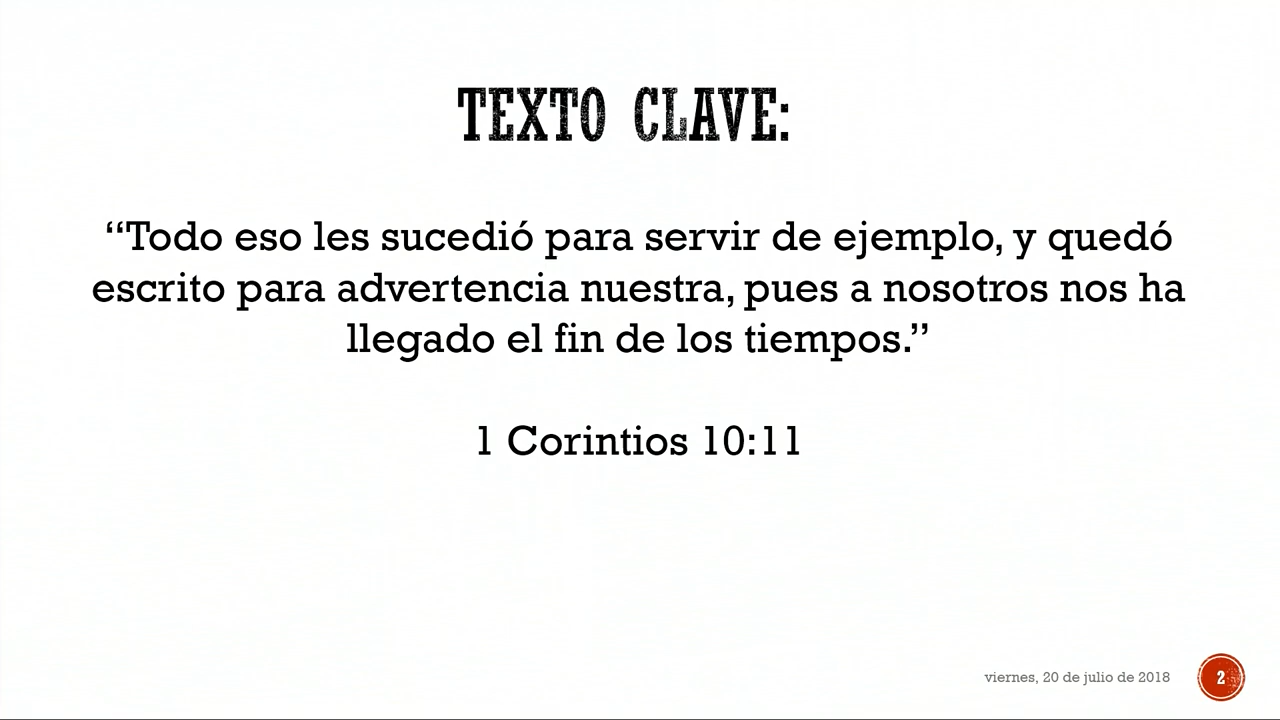 TEXTO CLAVE:
“Todo eso les sucedió para servir de ejemplo, y quedó
escrito para advertencia nuestra, pues a nosotros nos ha
llegado el fin de los tiempos.”
1 Corintios 10:11
viernes, 20 de julio de 2018
2